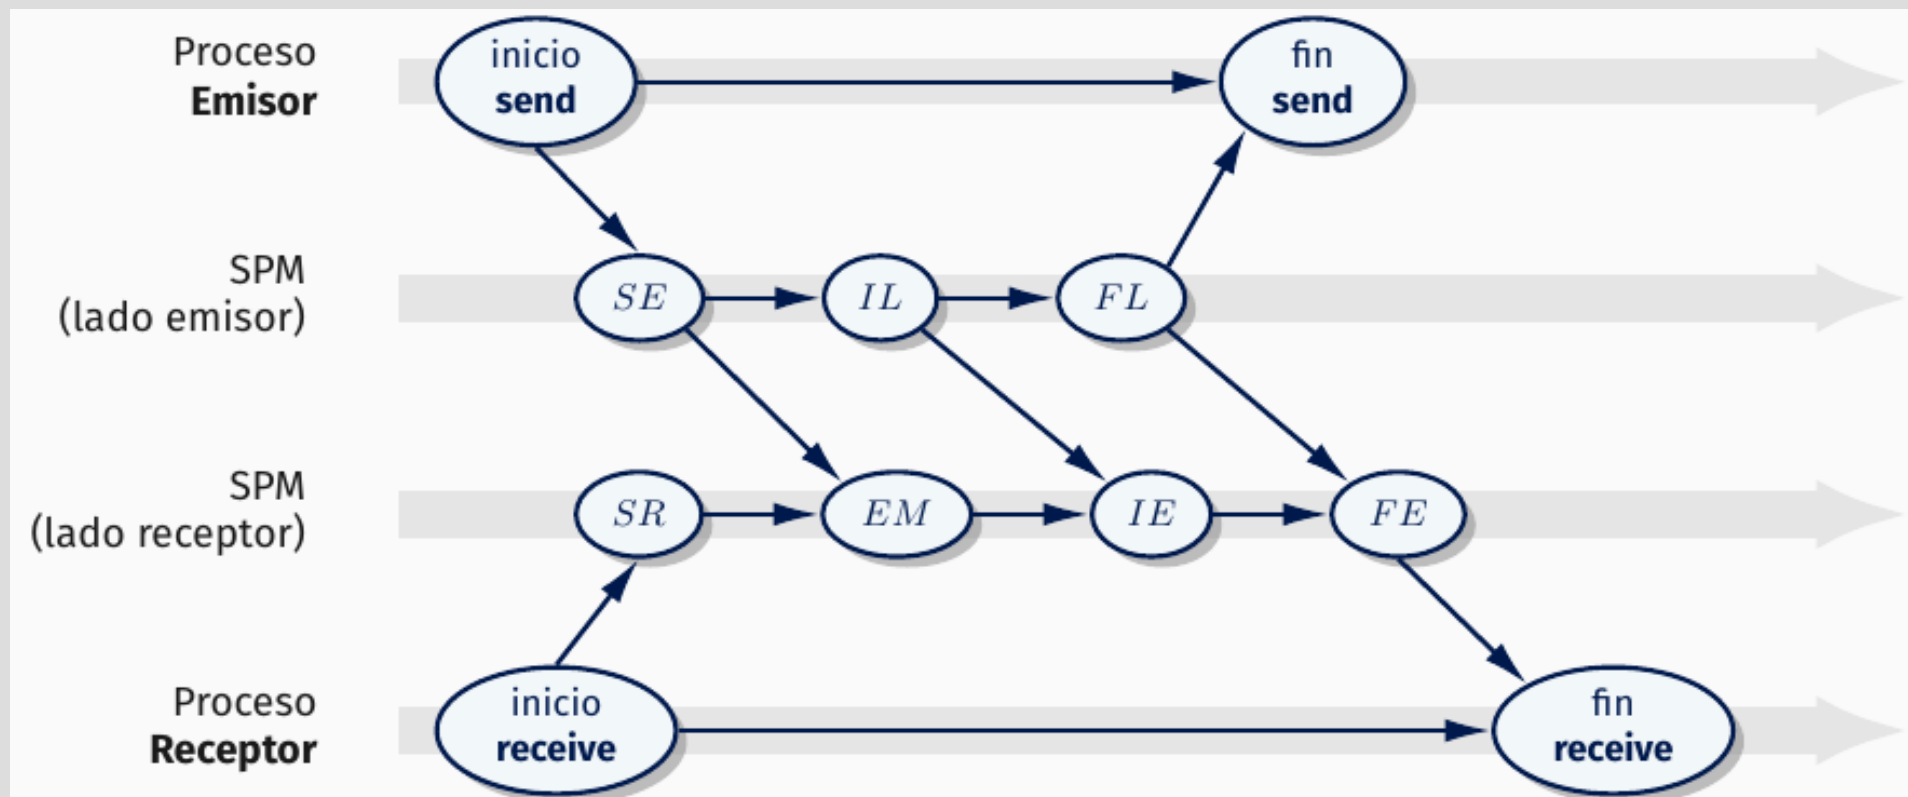 Proceso
Emisor
inicio
send
fin
send
SPM
(lado emisor)
SE
IL
FL
SPM
(lado receptor)
SR
EM
IE
FE
Proceso
Receptor
inicio
receive
fin
receive